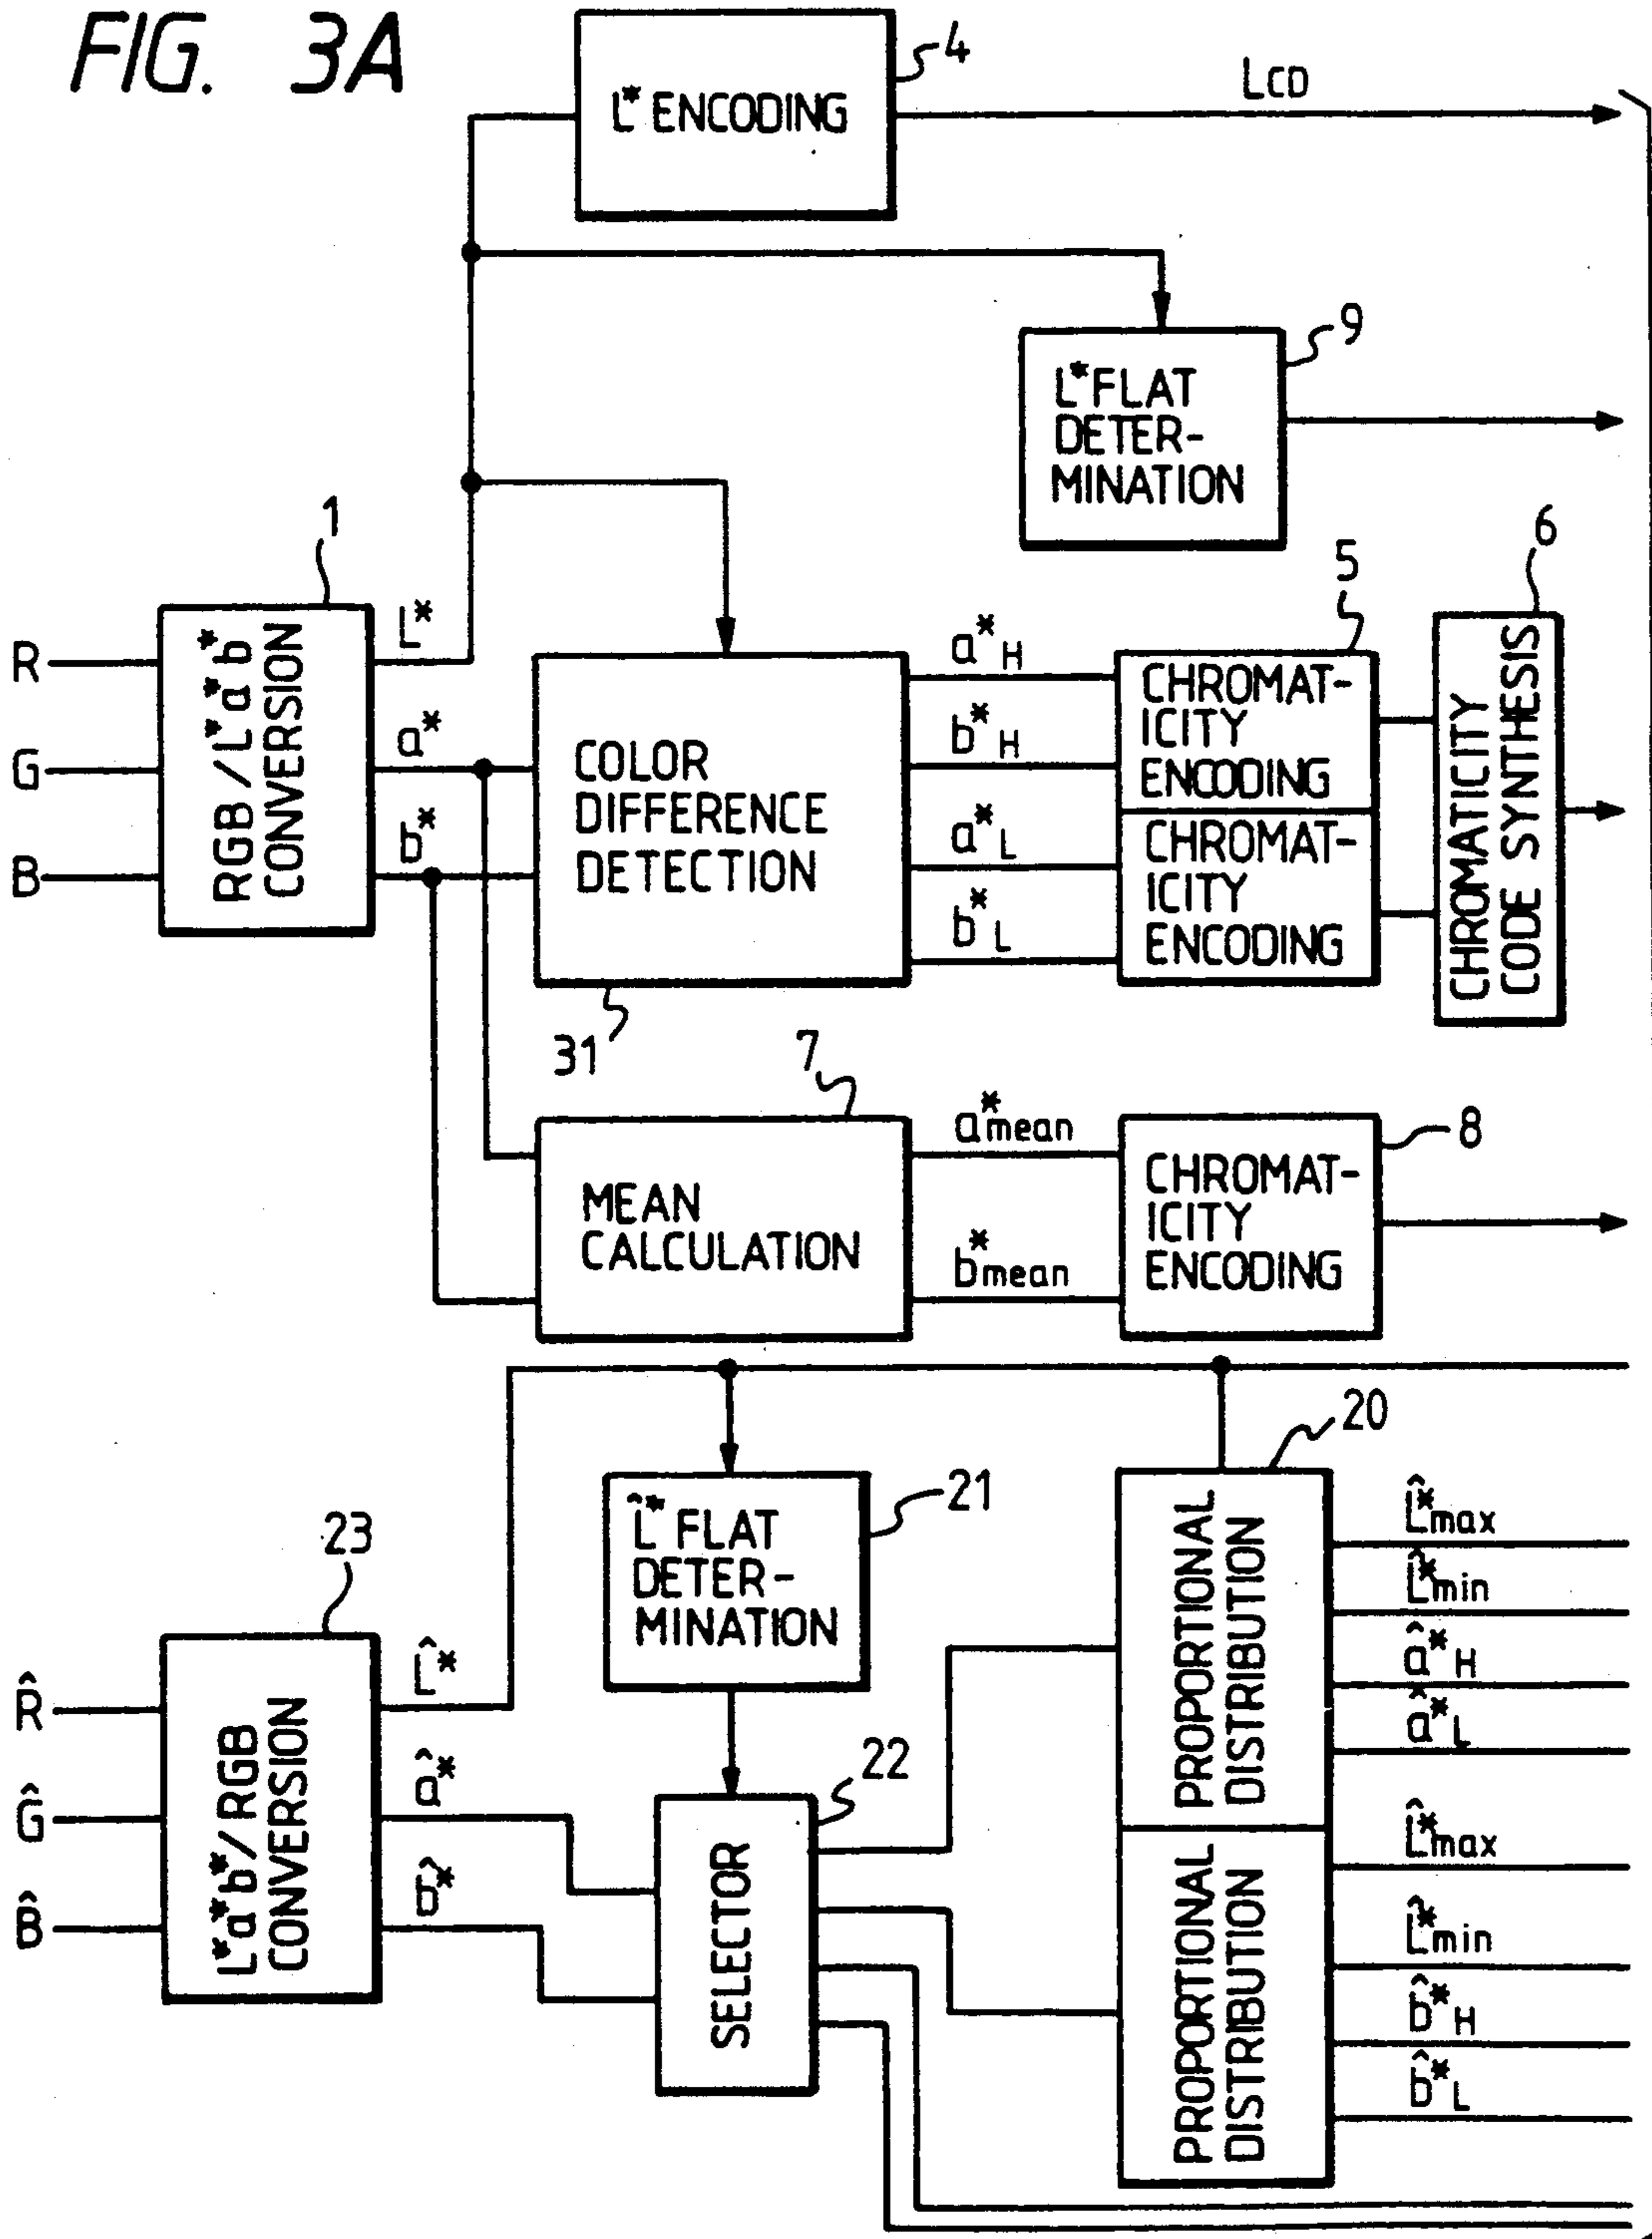 FIG. 3A
4
L* ENCODING
LCD
9
L* FLAT
DETER-
MINATION
1
R
G
B
RGB/L*a*b*
CONVERSION
L*
a*
b*
COLOR
DIFFERENCE
DETECTION
31
a*H
b*H
a*L
b*L
5
CHROMAT-
ICITY
ENCODING
CHROMAT-
ICITY
ENCODING
6
CHROMATICITY
CODE SYNTHESIS
7
MEAN
CALCULATION
a*mean
b*mean
8
CHROMAT-
ICITY
ENCODING
20
21
L̂* FLAT
DETER-
MINATION
23
R̂
Ĝ
B̂
L*a*b*/RGB
CONVERSION
L̂*
â*
b̂*
22
SELECTOR
PROPORTIONAL
DISTRIBUTION
PROPORTIONAL
DISTRIBUTION
L̂*max
L̂*min
â*H
â*L
L̂*max
L̂*min
b̂*H
b̂*L